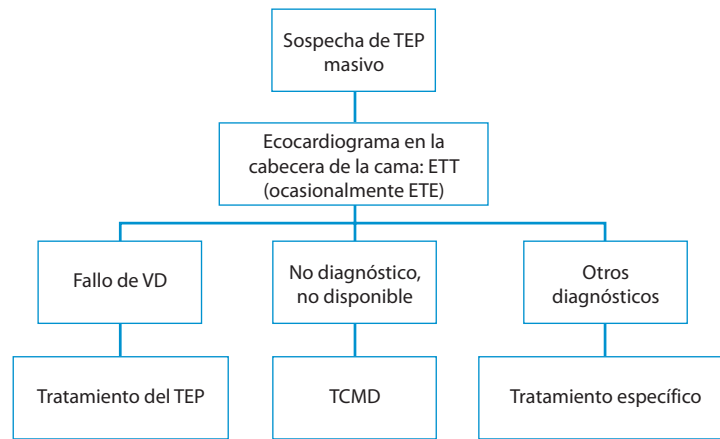 Sospecha de TEP
masivo
Ecocardiograma en la
cabecera de la cama: ETT
(ocasionalmente ETE)
Fallo de VD
No diagnóstico,
no disponible
Otros
diagnósticos
Tratamiento del TEP
TCMD
Tratamiento específico